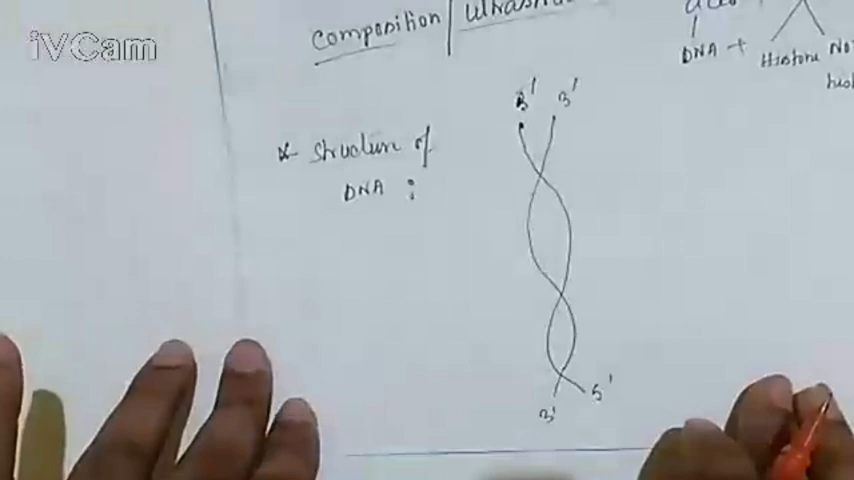 iVCam
Composition
DNA + Histone
3' 3'
* Structure of
DNA :
5'
3'